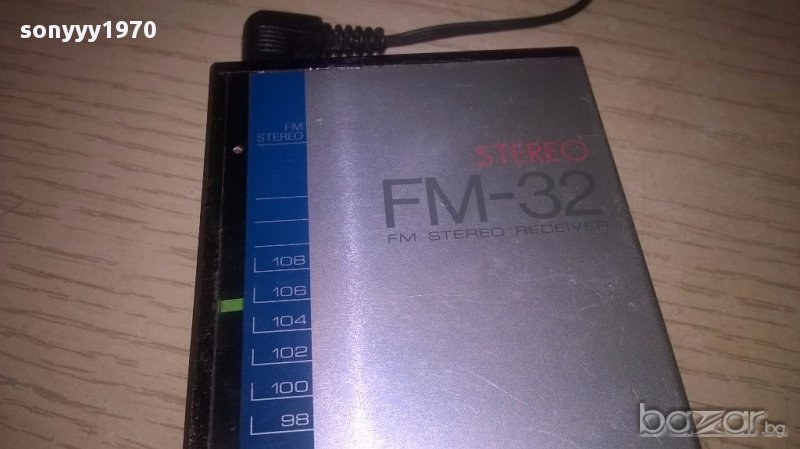 sonyyy1970
FM
STEREO
STEREO
FM-32
FM STEREO RECEIVER
108
106
104
102
100
98
bazar.bg